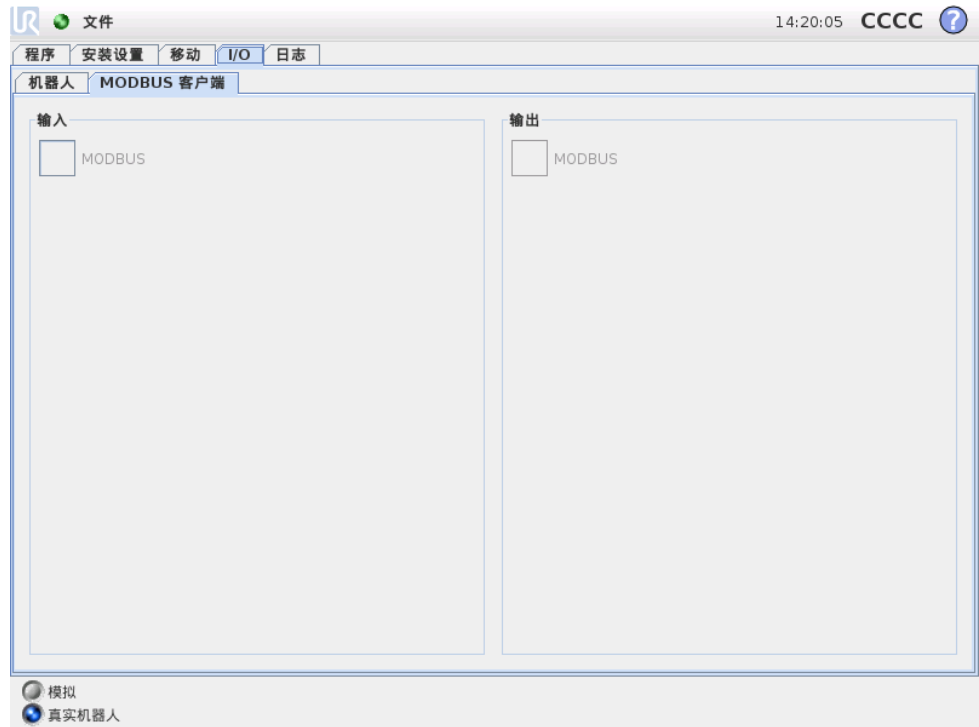 UR 文件 14:20:05 CCCC ?
程序 安装设置 移动 I/O 日志
机器人 MODBUS 客户端
输入 输出
MODBUS MODBUS
模拟
真实机器人